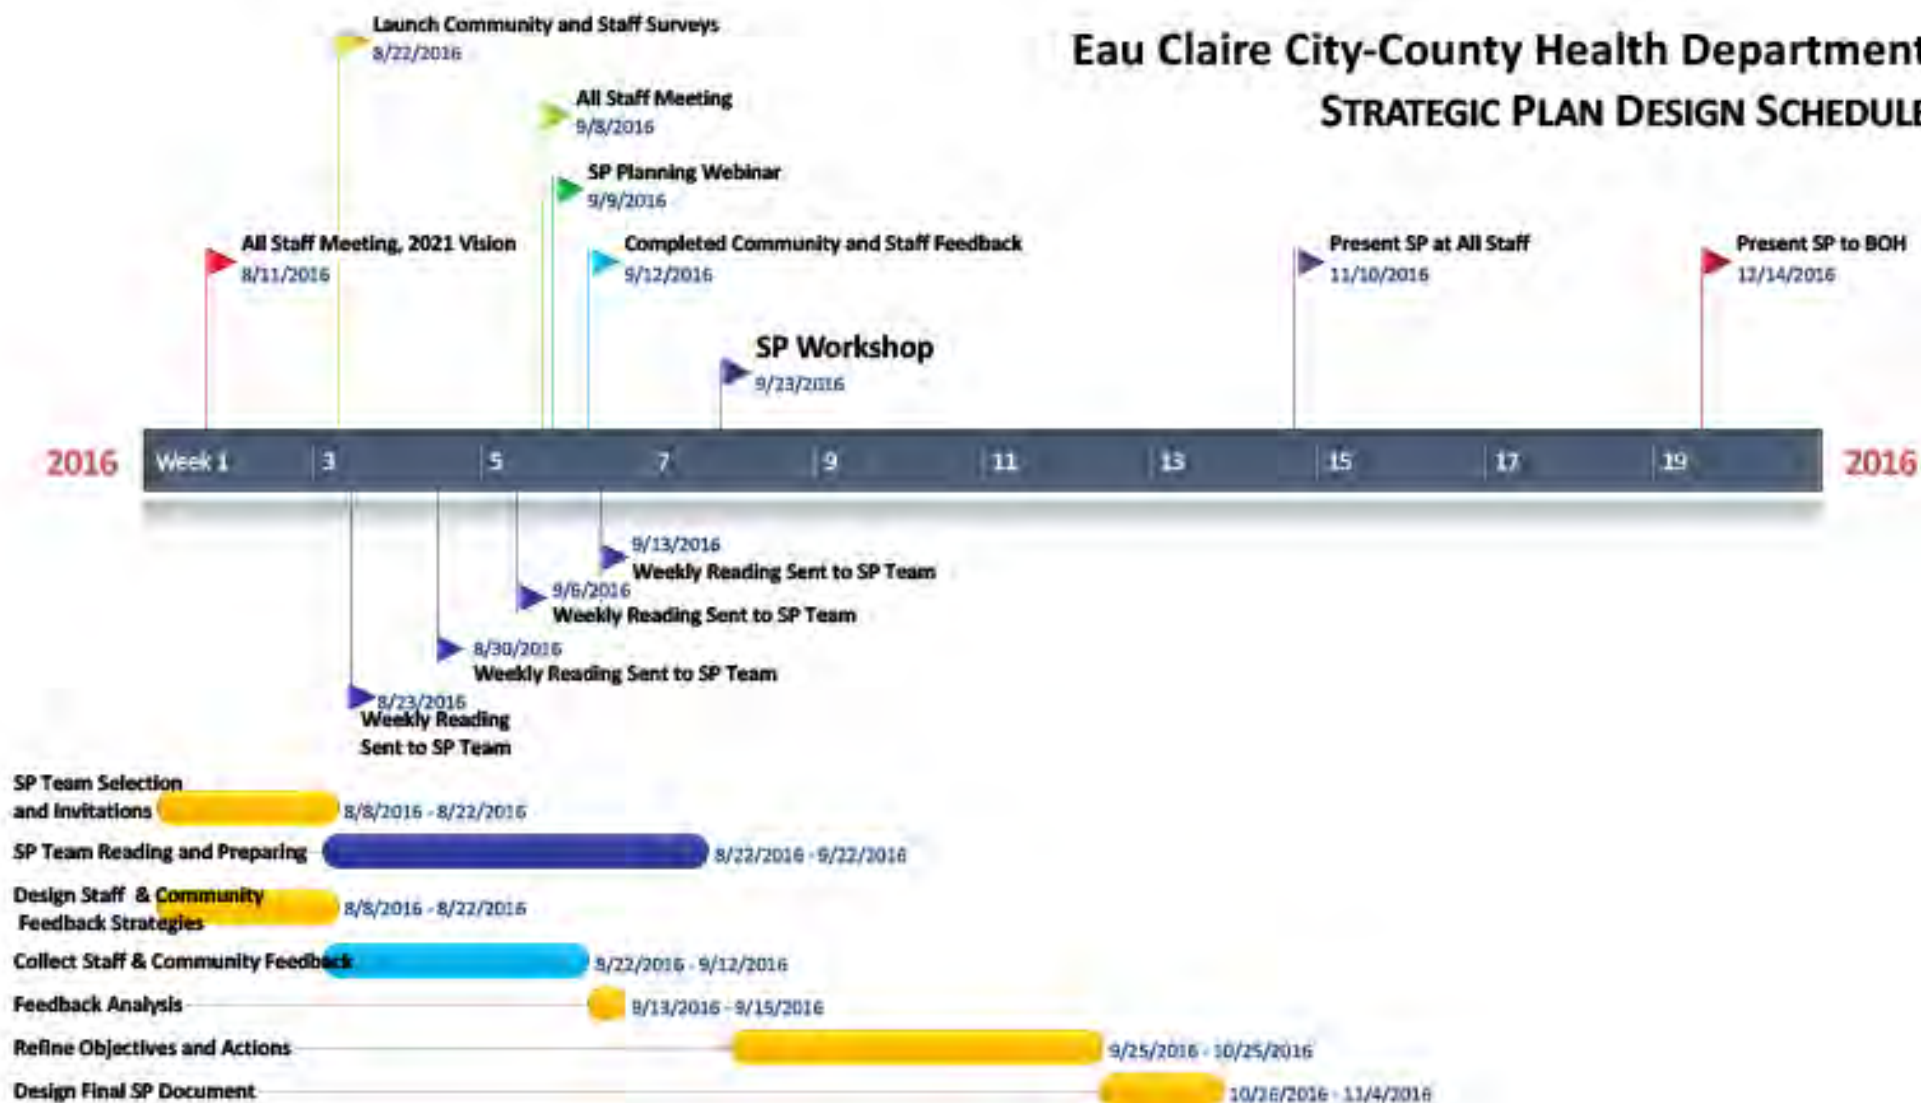 Launch Community and Staff Surveys
8/22/2016
Eau Claire City-County Health Department
STRATEGIC PLAN DESIGN SCHEDULE
All Staff Meeting
9/8/2016
SP Planning Webinar
9/9/2016
All Staff Meeting, 2021 Vision
8/11/2016
Completed Community and Staff Feedback
9/12/2016
Present SP at All Staff
11/10/2016
Present SP to BOH
12/14/2016
SP Workshop
9/23/2016
2016
Week 1 3 5 7 9 11 13 15 17 19
2016
9/13/2016
Weekly Reading Sent to SP Team
9/6/2016
Weekly Reading Sent to SP Team
8/30/2016
Weekly Reading Sent to SP Team
8/23/2016
Weekly Reading
Sent to SP Team
SP Team Selection
and Invitations
8/8/2016 - 8/22/2016
SP Team Reading and Preparing
8/22/2016 - 9/22/2016
Design Staff & Community
Feedback Strategies
8/8/2016 - 8/22/2016
Collect Staff & Community Feedback
8/22/2016 - 9/12/2016
Feedback Analysis
9/13/2016 - 9/15/2016
Refine Objectives and Actions
9/25/2016 - 10/25/2016
Design Final SP Document
10/26/2016 - 11/4/2016